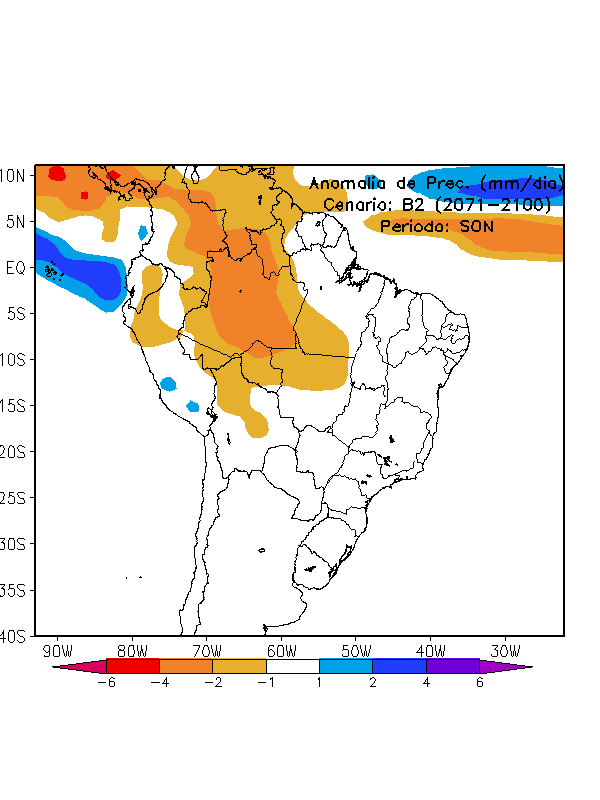 10N
Anomalia de Prec. (mm/dia)
Cenario: B2 (2071-2100)
5N
Periodo: SON
EQ
5S
10S
15S
20S
25S
30S
35S
40S
90W 80W 70W 60W 50W 40W 30W
-6 -4 -2 -1 1 2 4 6